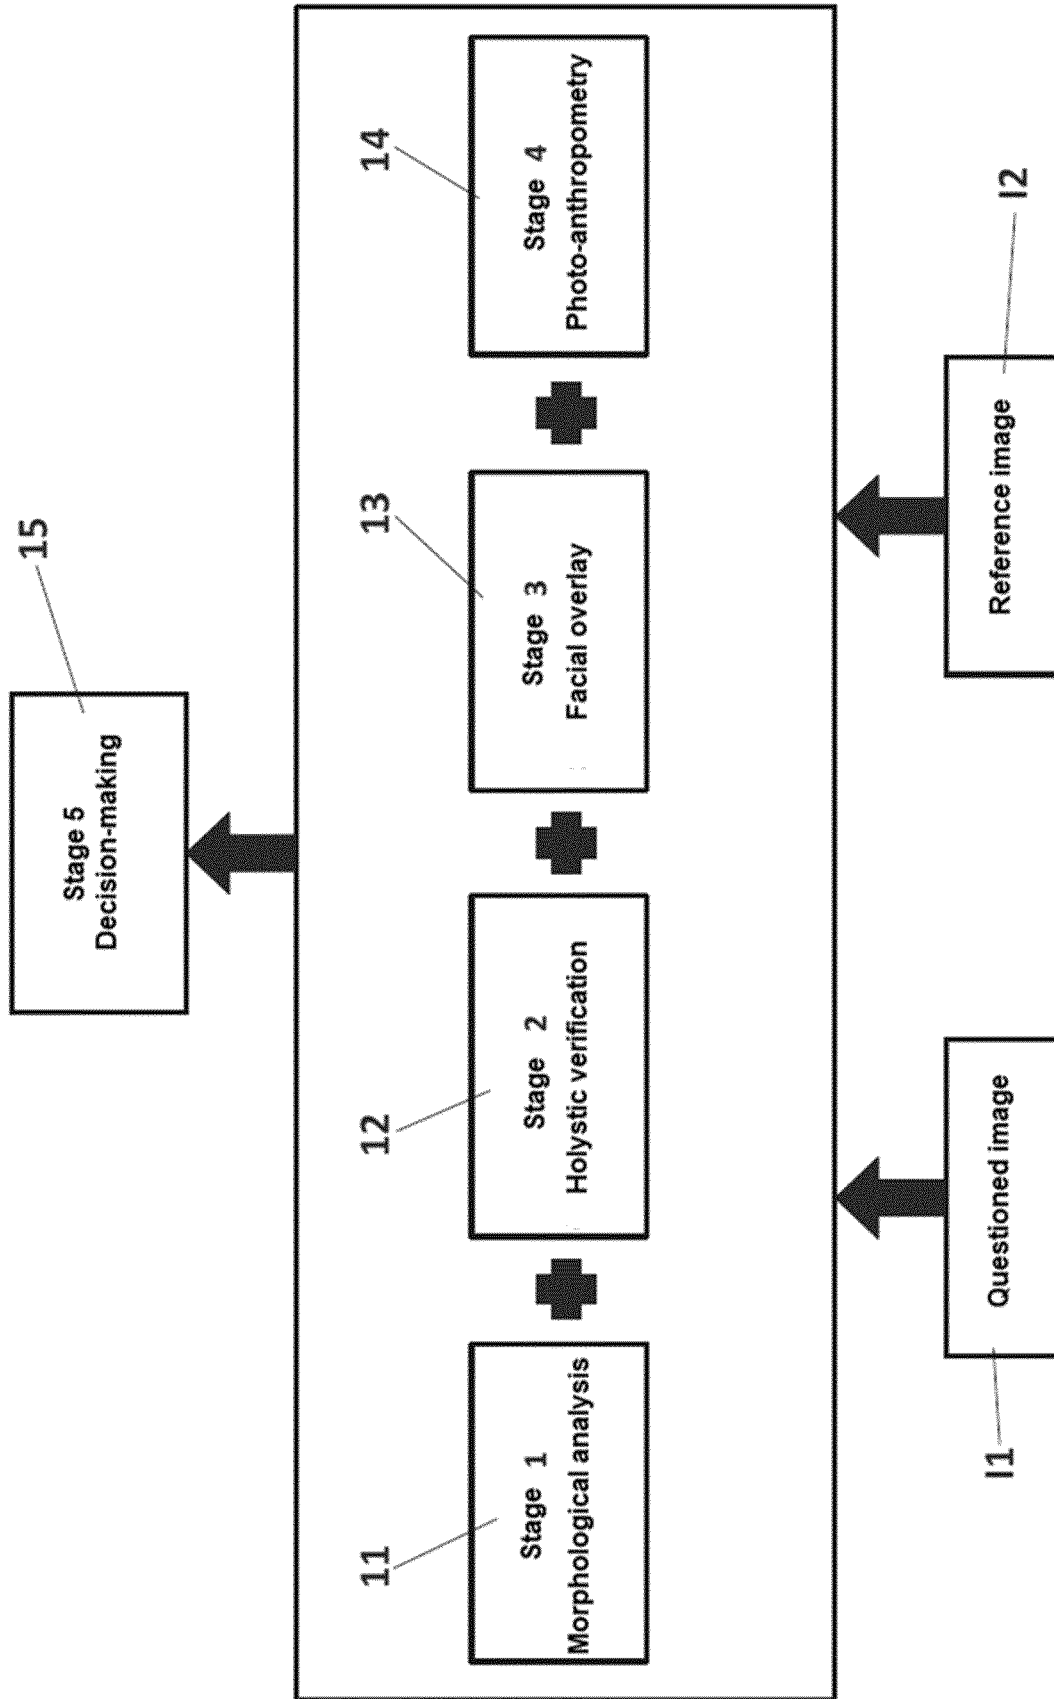 15
Stage 5
Decision-making
11
12
13
14
Stage 1
Morphological analysis
Stage 2
Holystic verification
Stage 3
Facial overlay
Stage 4
Photo-anthropometry
I1
Questioned image
Reference image
I2